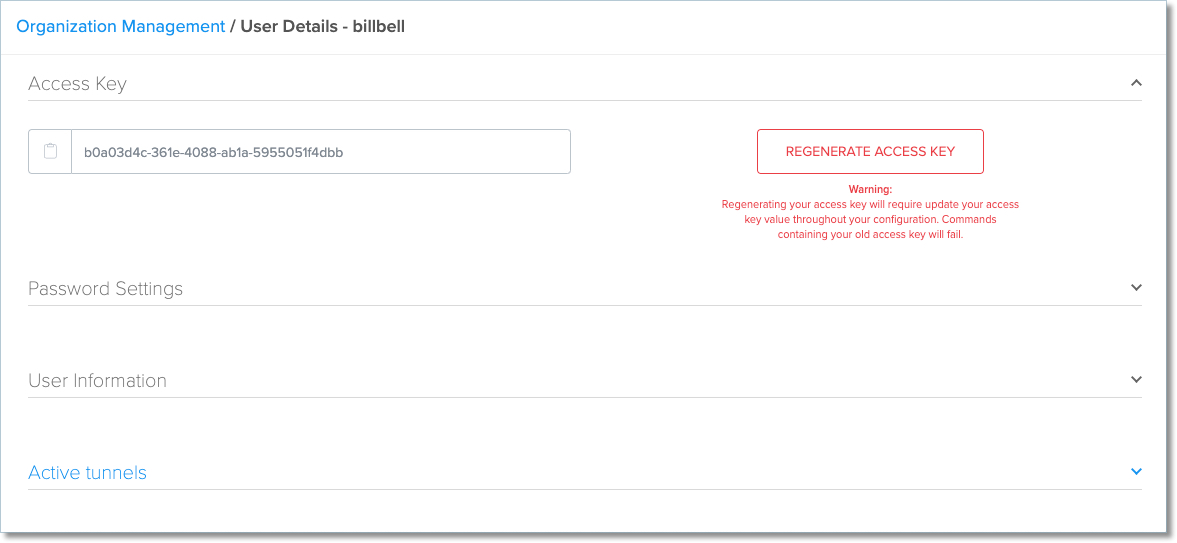 Organization Management / User Details - billbell
Access Key
b0a03d4c-361e-4088-ab1a-5955051f4dbb
REGENERATE ACCESS KEY
Warning:
Regenerating your access key will require update your access
key value throughout your configuration. Commands
containing your old access key will fail.
Password Settings
User Information
Active tunnels